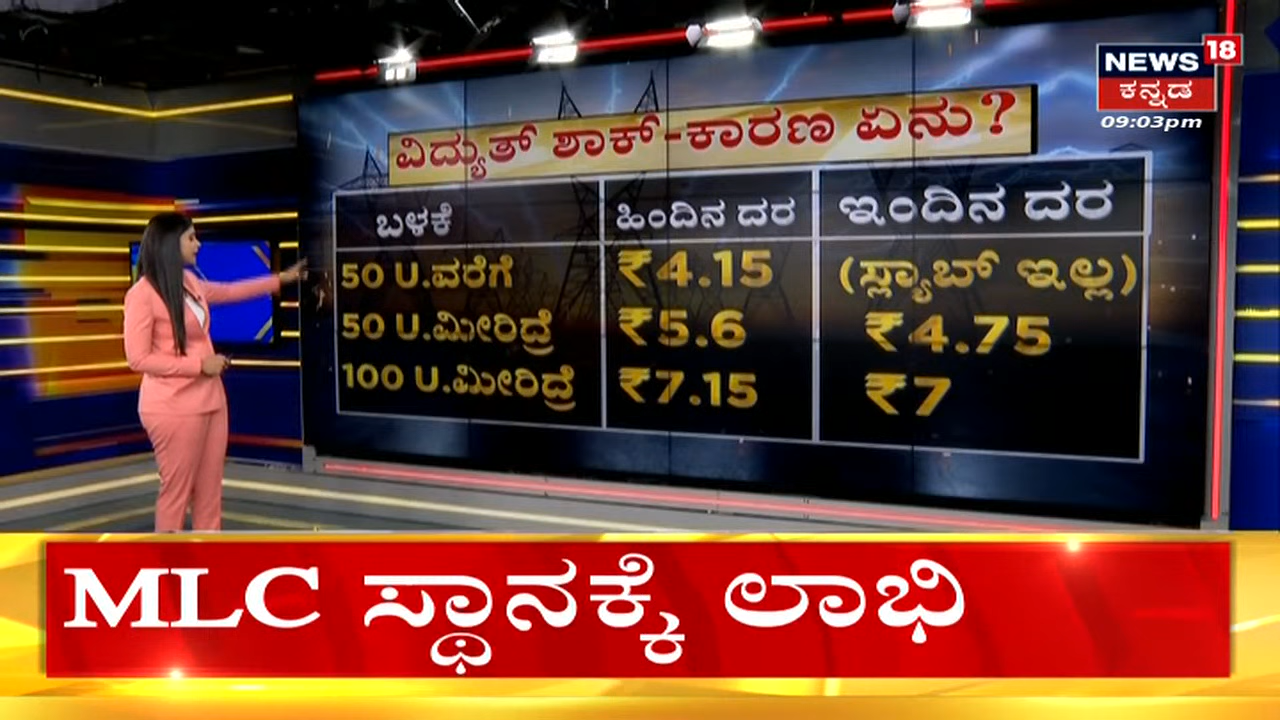 NEWS 18
ಕನ್ನಡ
09:03pm
ವಿದ್ಯುತ್ ಶಾಕ್-ಕಾರಣ ಏನು?
ಬಳಕೆ ಹಿಂದಿನ ದರ ಇಂದಿನ ದರ
50 U.ವರೆಗೆ ₹4.15 (ಸ್ಲ್ಯಾಬ್ ಇಲ್ಲ)
50 U.ಮೀರಿದ್ರೆ ₹5.6 ₹4.75
100 U.ಮೀರಿದ್ರೆ ₹7.15 ₹7
MLC ಸ್ಥಾನಕ್ಕೆ ಲಾಭಿ